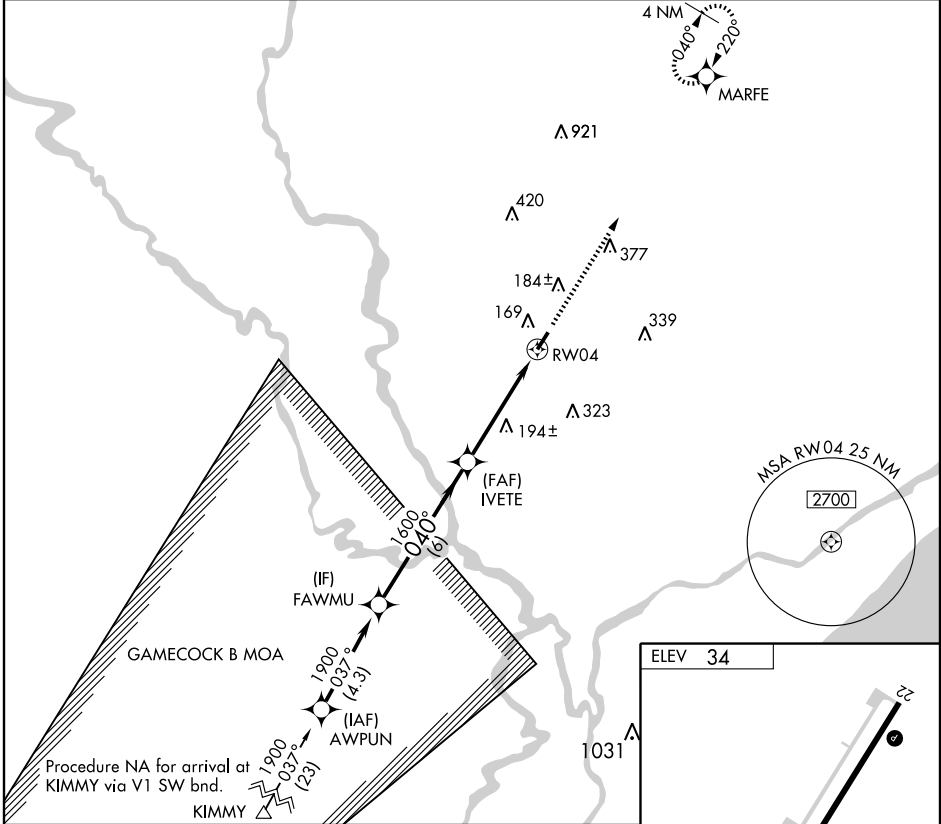 4 NM
040°
220°
MARFE
921
420
377
184±
169
339
RW04
323
194±
(FAF)
IVETE
MSA RW04 25 NM
2700
1600
040°
(6)
(IF)
FAWMU
GAMECOCK B MOA
1900
037°
(4.3)
(IAF)
AWPUN
ELEV 34
22
P
1031
Procedure NA for arrival at
KIMMY via V1 SW bnd.
1900
037°
(23)
KIMMY